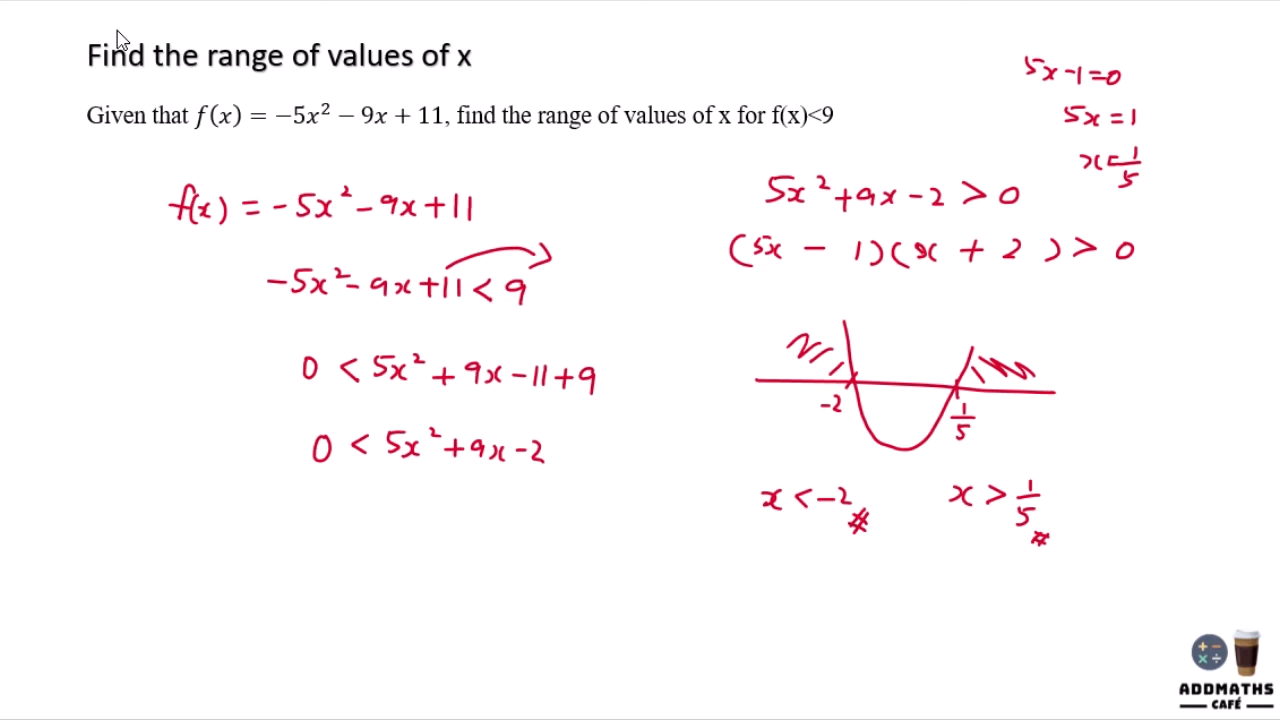 Find the range of values of x
Given that f(x) = −5x² − 9x + 11, find the range of values of x for f(x)<9
f(x) = -5x² - 9x + 11
-5x² - 9x + 11 < 9
0 < 5x² + 9x - 11 + 9
0 < 5x² + 9x - 2
5x - 1 = 0
5x = 1
x = 1/5
5x² + 9x - 2 > 0
(5x - 1)(x + 2) > 0
-2 1/5
x < -2 # x > 1/5 #
+ −
× ÷
ADDMATHS
CAFÉ